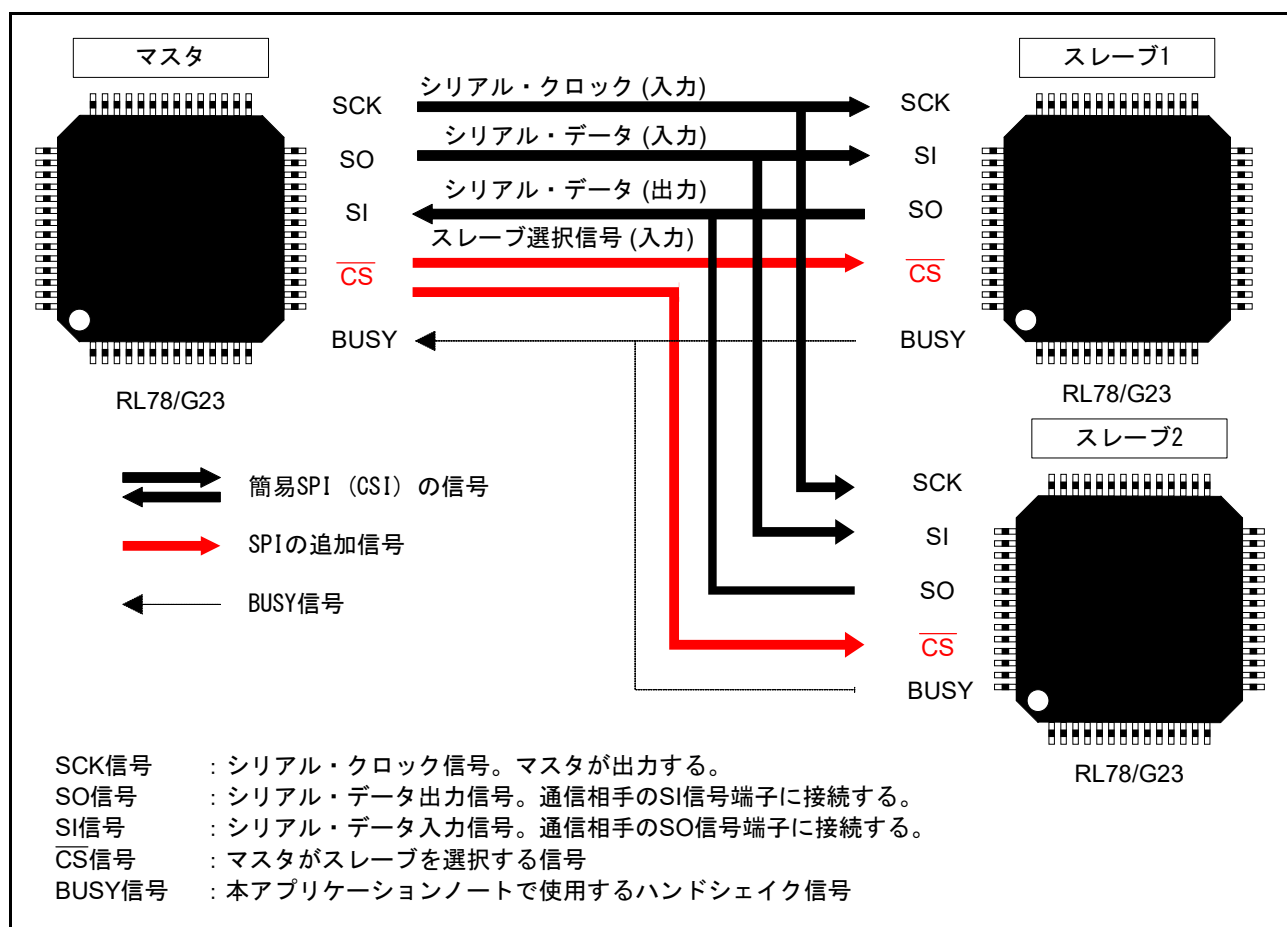 マスタ
スレーブ1
SCK
シリアル・クロック (入力)
SCK
SO
シリアル・データ (入力)
SI
SI
シリアル・データ (出力)
SO
CS
スレーブ選択信号 (入力)
CS
BUSY
BUSY
RL78/G23
RL78/G23
スレーブ2
簡易SPI (CSI) の信号
SPIの追加信号
BUSY信号
SCK
SI
SO
CS
BUSY
RL78/G23
SCK信号 : シリアル・クロック信号。マスタが出力する。
SO信号 : シリアル・データ出力信号。通信相手のSI信号端子に接続する。
SI信号 : シリアル・データ入力信号。通信相手のSO信号端子に接続する。
CS信号 : マスタがスレーブを選択する信号
BUSY信号 : 本アプリケーションノートで使用するハンドシェイク信号